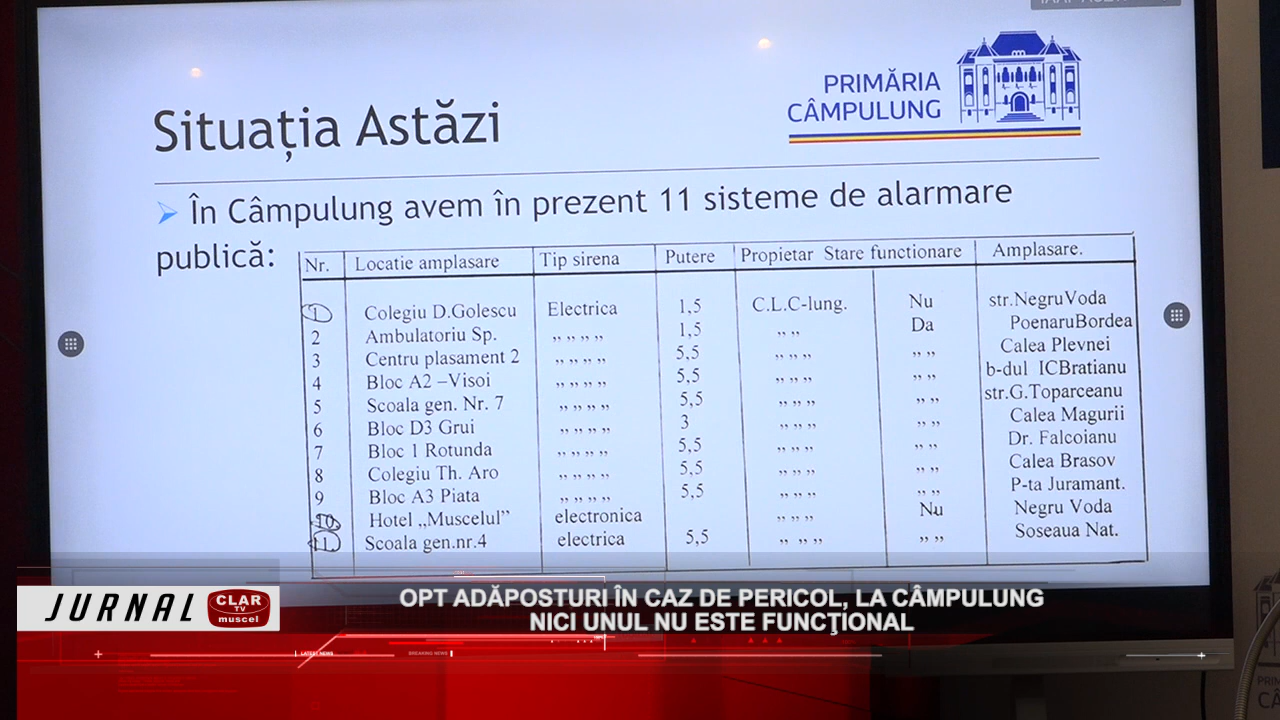 PRIMĂRIA
CÂMPULUNG
Situația Astăzi
În Câmpulung avem în prezent 11 sisteme de alarmare
publică:
Nr. Locatie amplasare Tip sirena Putere Propietar Stare functionare Amplasare.
1 Colegiu D.Golescu Electrica 1,5 C.L.C-lung. Nu str.NegruVoda
2 Ambulatoriu Sp. „ „ „ „ 1,5 „ „ Da PoenaruBordea
3 Centru plasament 2 „ „ „ „ 5,5 „ „ „ „ „ Calea Plevnei
4 Bloc A2 –Visoi „ „ „ „ 5,5 „ „ „ „ „ b-dul ICBratianu
5 Scoala gen. Nr. 7 „ „ „ „ 5,5 „ „ „ „ „ str.G.Toparceanu
6 Bloc D3 Grui „ „ „ „ 3 „ „ „ „ „ Calea Magurii
7 Bloc 1 Rotunda „ „ „ „ 5,5 „ „ „ „ „ Dr. Falcoianu
8 Colegiu Th. Aro „ „ „ „ 5,5 „ „ „ „ „ Calea Brasov
9 Bloc A3 Piata „ „ „ „ 5,5 „ „ „ „ „ P-ta Juramant.
10. Hotel „Muscelul” electronica „ „ „ Nu Negru Voda
11. Scoala gen.nr.4 electrica 5,5 „ „ „ „ „ Soseaua Nat.
JURNAL CLAR TV muscel
OPT ADĂPOSTURI ÎN CAZ DE PERICOL, LA CÂMPULUNG
NICI UNUL NU ESTE FUNCŢIONAL
LATEST NEWS BREAKING NEWS